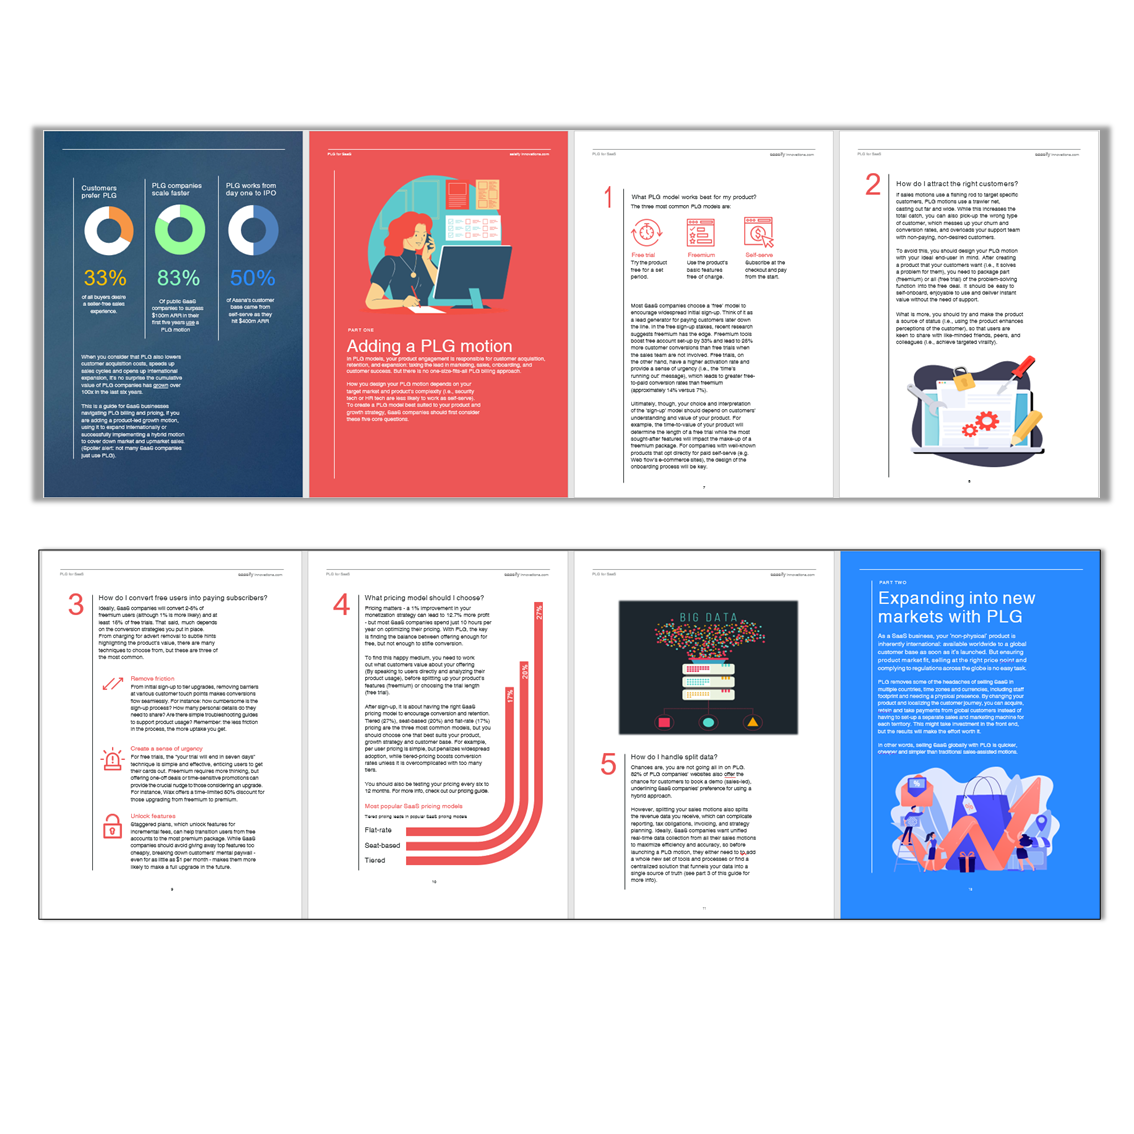 Customers
prefer PLG
33%
of all buyers desire
a seller-free sales
experience.
PLG companies
scale faster
83%
Of public SaaS
companies to surpass
$100m ARR in their
first five years use a
PLG motion
PLG works from
day one to IPO
50%
of Asana's customer
base came from
self-serve as they
hit $400m ARR
When you consider that PLG also lowers
customer acquisition costs, speeds up
sales cycles and opens up international
expansion, it's no surprise the cumulative
value of PLG companies has grown over
100x in the last six years.
This is a guide for SaaS businesses
navigating PLG billing and pricing, if you
are adding a product-led growth motion,
using it to expand internationally or
successfully implementing a hybrid motion
to cover down market and upmarket sales.
(Spoiler alert: not many SaaS companies
just use PLG).
PLG for SaaS
PART ONE
Adding a PLG motion
In PLG models, your product engagement is responsible for customer acquisition,
retention, and expansion: taking the lead in marketing, sales, onboarding, and
customer success. But there is no one-size-fits-all PLG billing approach.
How you design your PLG motion depends on your
target market and product's complexity (i.e., security
tech or HR tech are less likely to work as self-serve).
To create a PLG model best suited to your product and
growth strategy, SaaS companies should first consider
these five core questions.
PLG for SaaS
1
What PLG model works best for my product?
The three most common PLG models are:
Free trial
Try the product
free for a set
period.
Freemium
Use the product's
basic features
free of charge.
Self-serve
Subscribe at the
checkout and pay
from the start.
Most SaaS companies choose a 'free' model to
encourage widespread initial sign-up. Think of it as
a lead generator for paying customers later down
the line. In the free sign-up stakes, recent research
suggests freemium has the edge. Freemium tools
boost free account set-up by 33% and lead to 25%
more customer conversions than free trials when
the sales team are not involved. Free trials, on
the other hand, have a higher activation rate and
provide a sense of urgency (i.e., the 'time's
running out' message), which leads to greater free-
to-paid conversion rates than freemium
(approximately 14% versus 7%).
Ultimately, though, your choice and interpretation
of the 'sign-up' model should depend on customers'
understanding and value of your product. For
example, the time-to-value of your product will
determine the length of a free trial while the most
sought-after features will impact the make-up of a
freemium package. For companies with well-known
products that opt directly for paid self-serve (e.g.
Web flow's e-commerce sites), the design of the
onboarding process will be key.
7
PLG for SaaS
2
How do I attract the right customers?
If sales motions use a fishing rod to target specific
customers, PLG motions use a trawler net,
casting out far and wide. While this increases the
total catch, you can also pick-up the wrong type
of customer, which messes up your churn and
conversion rates, and overloads your support team
with non-paying, non-desired customers.
To avoid this, you should design your PLG motion
with your ideal end-user in mind. After creating
a product that your customers want (i.e., it solves
a problem for them), you need to package part
(freemium) or all (free trial) of the problem-solving
function into the free deal. It should be easy to
self-onboard, enjoyable to use and deliver instant
value without the need of support.
What is more, you should try and make the product
a source of status (i.e., using the product enhances
perceptions of the customer), so that users are
keen to share with like-minded friends, peers, and
colleagues (i.e., achieve targeted virality).
PLG for SaaS
3
How do I convert free users into paying subscribers?
Ideally, SaaS companies will convert 2-5% of
freemium users (although 1% is more likely) and at
least 15% of free trials. That said, much depends
on the conversion strategies you put in place.
From charging for advert removal to subtle hints
highlighting the product's value, there are many
techniques to choose from, but these are three of
the most common.
Remove friction
From initial sign-up to tier upgrades, removing barriers
at various customer touch points makes conversions
flow seamlessly. For instance: how cumbersome is the
sign-up process? How many personal details do they
need to share? Are there simple troubleshooting guides
to support product usage? Remember: the less friction
in the process, the more uptake you get.
Create a sense of urgency
For free trials, the "your trial will end in seven days"
technique is simple and effective, enticing users to get
their cards out. Freemium requires more thinking, but
offering one-off deals or time-sensitive promotions can
provide the crucial nudge to those considering an upgrade.
For instance, Wax offers a time-limited 50% discount for
those upgrading from freemium to premium.
Unlock features
Staggered plans, which unlock features for
incremental fees, can help transition users from free
accounts to the most premium package. While SaaS
companies should avoid giving away top features too
cheaply, breaking down customers' mental paywall -
even for as little as $1 per month - makes them more
likely to make a full upgrade in the future.
PLG for SaaS
4
What pricing model should I choose?
Pricing matters - a 1% improvement in your
monetization strategy can lead to 12.7% more profit
- but most SaaS companies spend just 10 hours per
year on optimizing their pricing. With PLG, the key
is finding the balance between offering enough for
free, but not enough to stifle conversion.
To find this happy medium, you need to work
out what customers value about your offering
(By speaking to users directly and analyzing their
product usage), before splitting up your product's
features (freemium) or choosing the trial length
(free trial).
After sign-up, it is about having the right SaaS
pricing model to encourage conversion and retention.
Tiered (27%), seat-based (20%) and flat-rate (17%)
pricing are the three most common models, but you
should choose one that best suits your product,
growth strategy and customer base. For example,
per user pricing is simple, but penalizes widespread
adoption, while tiered-pricing boosts conversion
rates unless it is overcomplicated with too many
tiers.
You should also be testing your pricing every six to
12 months. For more info, check out our pricing guide.
Most popular SaaS pricing models
Tiered pricing leads in popular SaaS pricing models
Flat-rate
Seat-based
Tiered
17%
20%
27%
10
PLG for SaaS
BIG DATA
5
How do I handle split data?
Chances are, you are not going all in on PLG.
82% of PLG companies' websites also offer the
chance for customers to book a demo (sales-led),
underlining SaaS companies' preference for using a
hybrid approach.
However, splitting your sales motions also splits
the revenue data you receive, which can complicate
reporting, tax obligations, invoicing, and strategy
planning. Ideally, SaaS companies want unified
real-time data collection from all their sales motions
to maximize efficiency and accuracy, so before
launching a PLG motion, they either need to add
a whole new set of tools and processes or find a
centralized solution that funnels your data into a
single source of truth (see part 3 of this guide for
more info).
11
PART TWO
Expanding into new
markets with PLG
As a SaaS business, your 'non-physical' product is
inherently international: available worldwide to a global
customer base as soon as it's launched. But ensuring
product market fit, selling at the right price point and
complying to regulations across the globe is no easy task.
PLG removes some of the headaches of selling SaaS in
multiple countries, time zones and currencies, including staff
footprint and needing a physical presence. By changing your
product and localizing the customer journey, you can acquire,
retain and take payments from global customers instead of
having to set-up a separate sales and marketing machine for
each territory. This might take investment in the front end,
but the results will make the effort worth it.
In other words, selling SaaS globally with PLG is quicker,
cheaper and simpler than traditional sales-assisted motions.